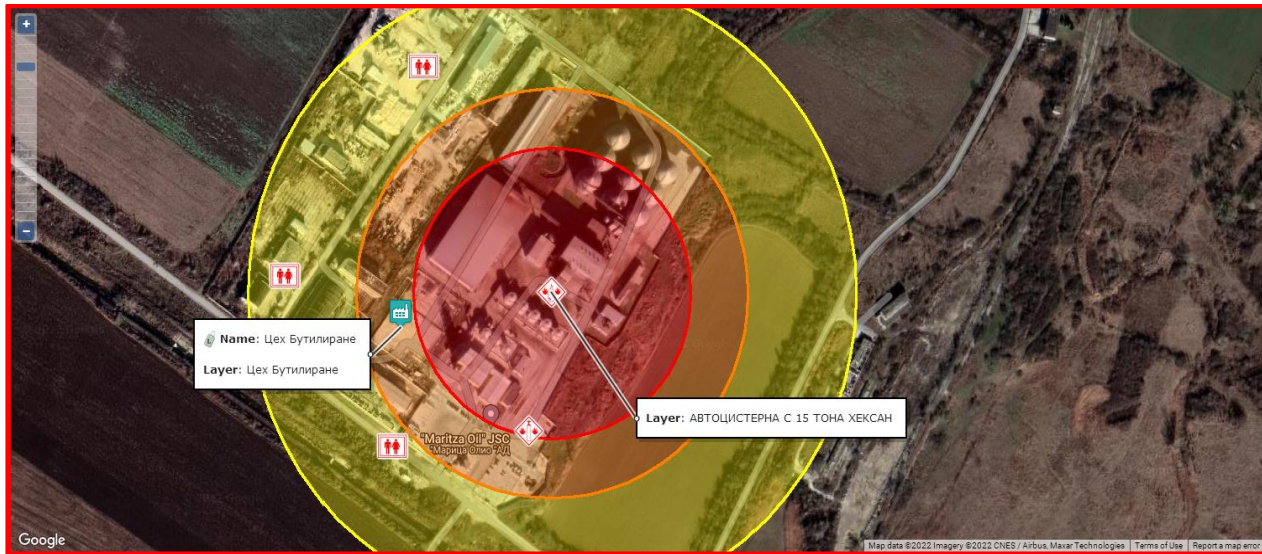 Name: Цех Бутилиране
Layer: Цех Бутилиране
Layer: АВТОЦИСТЕРНА С 15 ТОНА ХЕКСАН
"Maritza Oil" JSC
"Марица Олио" АД
Google
Map data ©2022 Imagery ©2022 CNES / Airbus, Maxar Technologies
Terms of Use
Report a map error